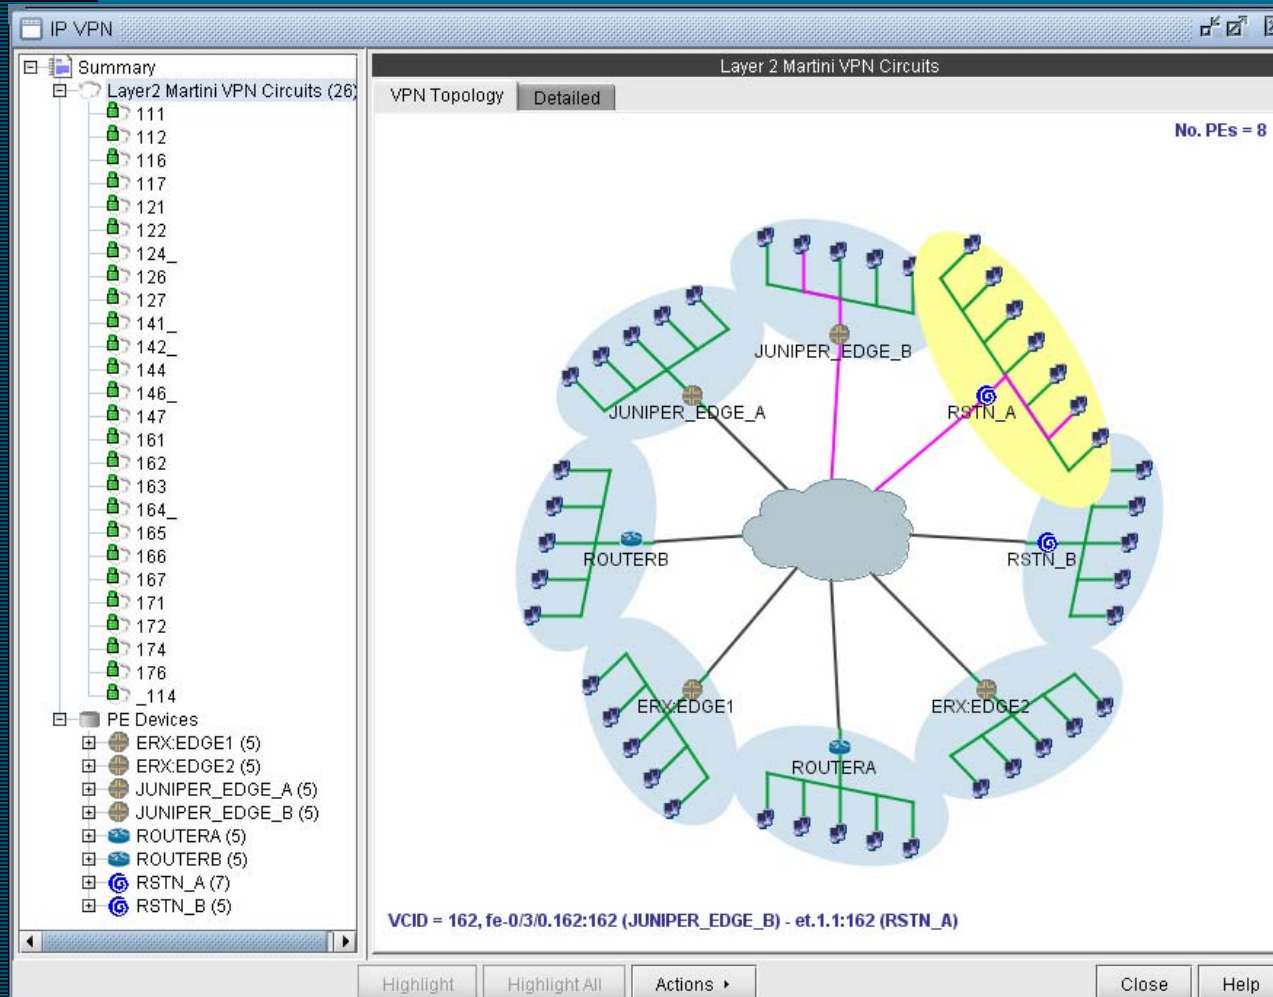 IP VPN
Summary
Layer2 Martini VPN Circuits (26)
111
112
116
117
121
122
124_
126
127
141_
142_
144
146_
147
161
162
163
164_
165
166
167
171
172
174
176
_114
PE Devices
ERX:EDGE1 (5)
ERX:EDGE2 (5)
JUNIPER_EDGE_A (5)
JUNIPER_EDGE_B (5)
ROUTERA (5)
ROUTERB (5)
RSTN_A (7)
RSTN_B (5)
Layer 2 Martini VPN Circuits
VPN Topology
Detailed
No. PEs = 8
JUNIPER_EDGE_B
JUNIPER_EDGE_A
RSTN_A
ROUTERB
RSTN_B
ERX:EDGE1
ERX:EDGE2
ROUTERA
VCID = 162, fe-0/3/0.162:162 (JUNIPER_EDGE_B) - et.1.1:162 (RSTN_A)
Highlight
Highlight All
Actions
Close
Help